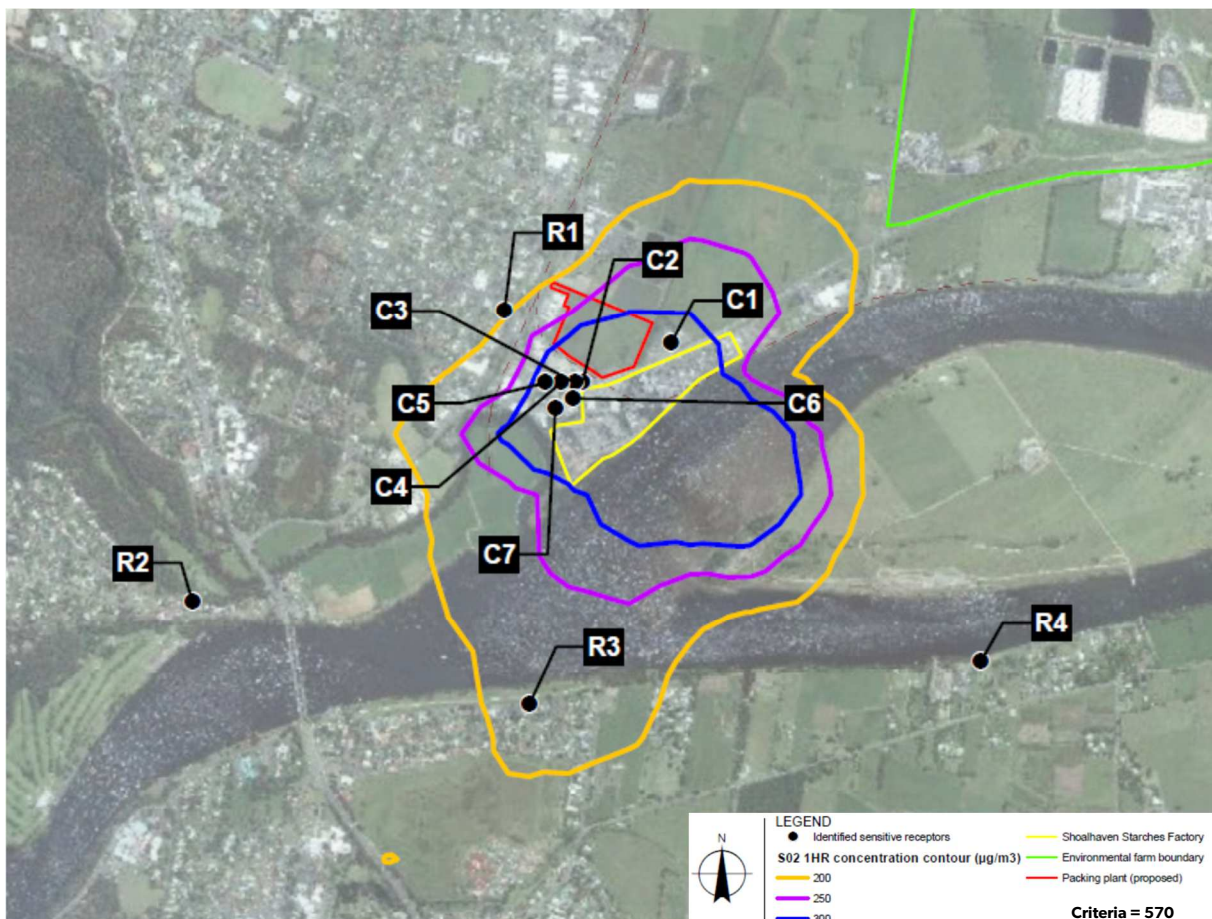 R1
C2
C3
C1
C5
C6
C4
C7
R2
R3
R4
N
LEGEND
Identified sensitive receptors
S02 1HR concentration contour (µg/m3)
200
250
300
Shoalhaven Starches Factory
Environmental farm boundary
Packing plant (proposed)
Criteria = 570